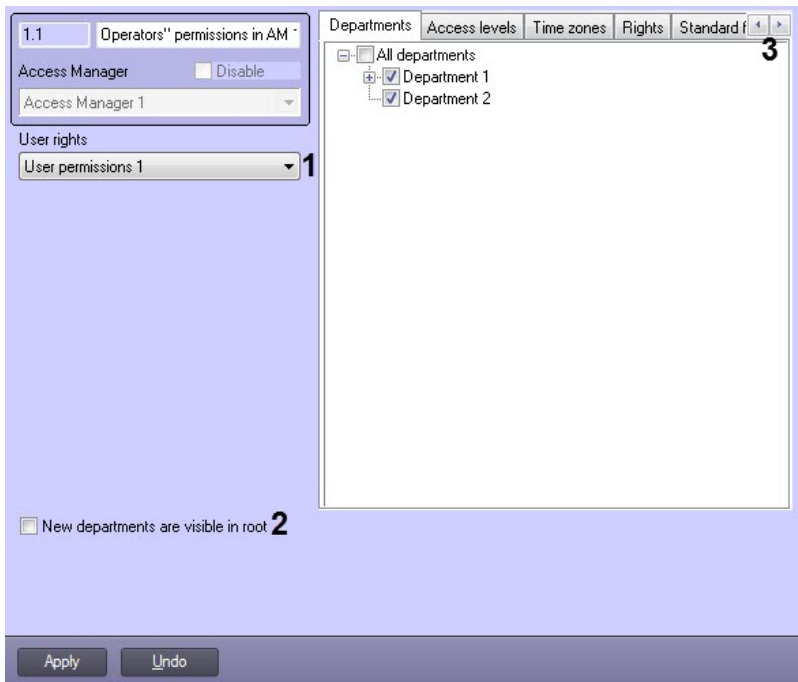 1.1 Operators" permissions in AM
Access Manager Disable
Access Manager 1
User rights
User permissions 1 1
Departments Access levels Time zones Rights Standard f
3
All departments
Department 1
Department 2
New departments are visible in root 2
Apply Undo